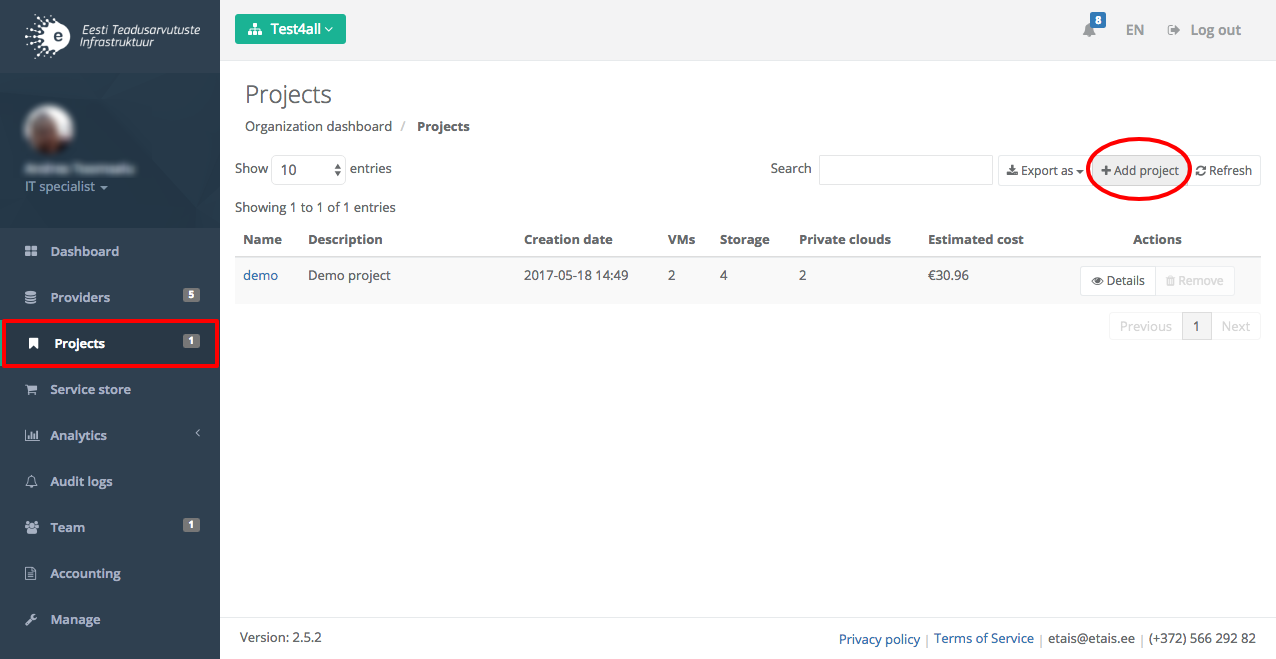 e
Eesti Teadusarvutuste
Infrastruktuur
IT specialist
Dashboard
Providers 5
Projects 1
Service store
Analytics
Audit logs
Team 1
Accounting
Manage
Test4all
8 EN Log out
Projects
Organization dashboard / Projects
Show 10 entries Search Export as Add project Refresh
Showing 1 to 1 of 1 entries
Name Description Creation date VMs Storage Private clouds Estimated cost Actions
demo Demo project 2017-05-18 14:49 2 4 2 €30.96 Details Remove
Previous 1 Next
Version: 2.5.2 Privacy policy | Terms of Service | etais@etais.ee | (+372) 566 292 82